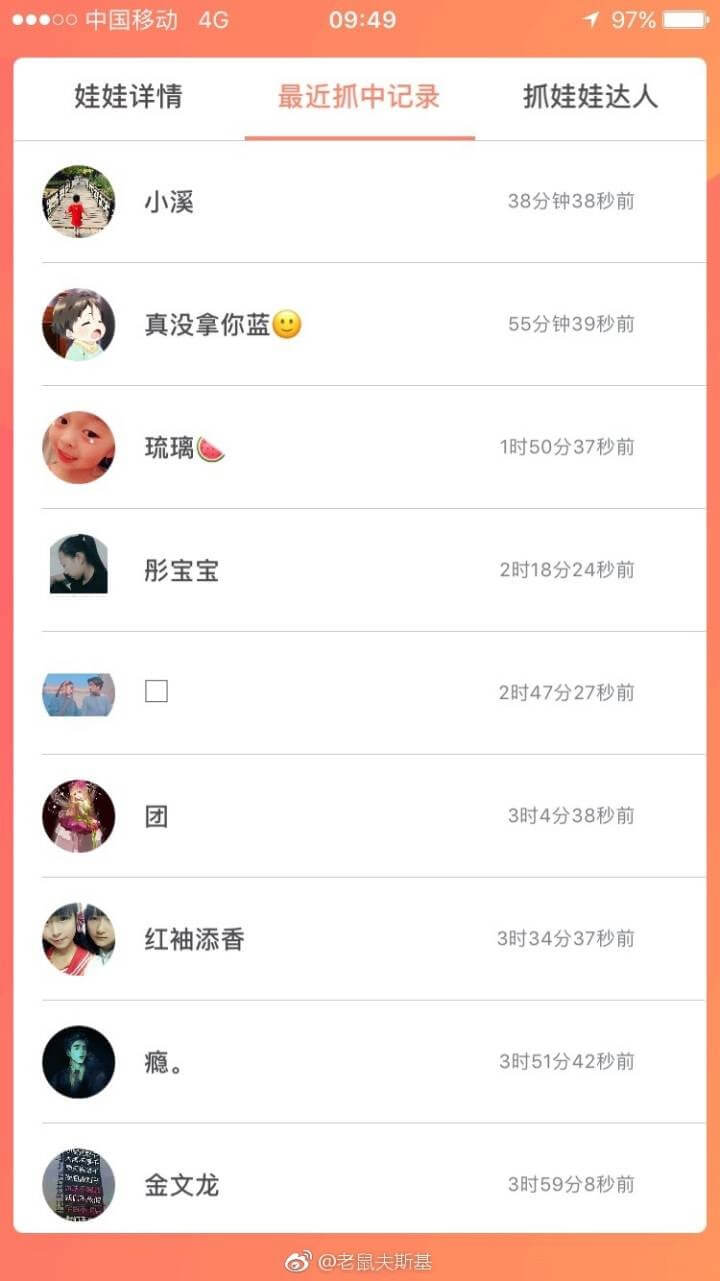 中国移动 4G 09:49 97%
娃娃详情 最近抓中记录 抓娃娃达人
小溪 38分钟38秒前
真没拿你蓝🙂 55分钟39秒前
琉璃🍉 1时50分37秒前
彤宝宝 2时18分24秒前
□ 2时47分27秒前
团 3时4分38秒前
红袖添香 3时34分37秒前
瘾。 3时51分42秒前
金文龙 3时59分8秒前
@老鼠夫斯基